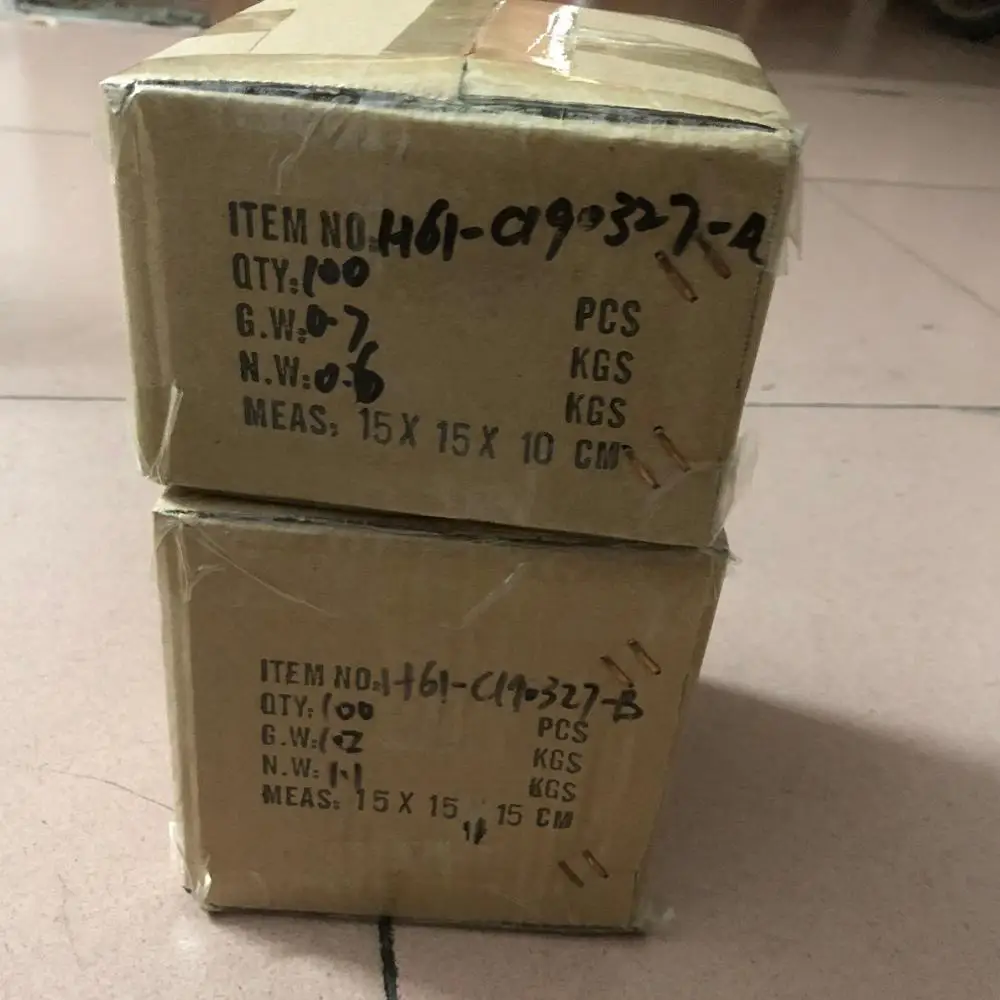 ITEM NO: H61-C190327-A
QTY: 100 PCS
G.W: 0.7 KGS
N.W: 0.6 KGS
MEAS: 15 X 15 X 10 CM
ITEM NO: H61-C190327-B
QTY: 100 PCS
G.W: 1.2 KGS
N.W: 1.1 KGS
MEAS: 15 X 15 15 CM